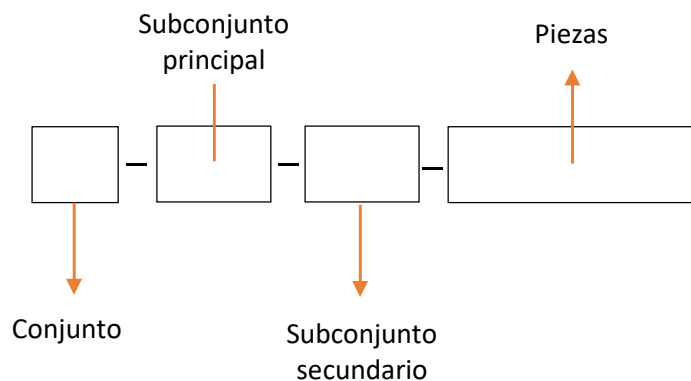 Subconjunto
principal
Piezas
Conjunto
Subconjunto
secundario